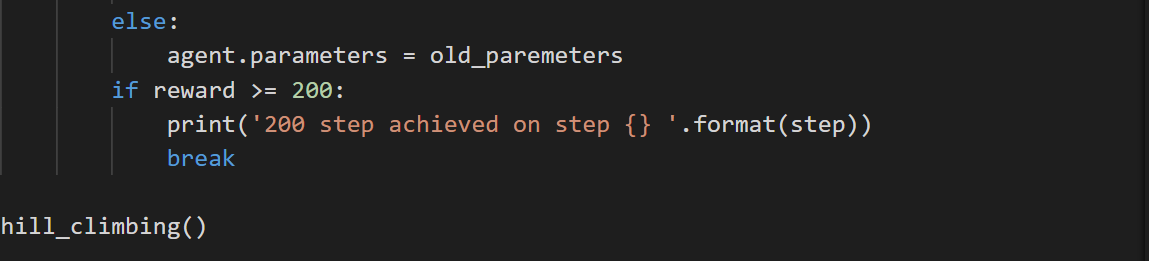 else:
agent.parameters = old_paremeters
if reward >= 200:
print('200 step achieved on step {} '.format(step))
break
hill_climbing()